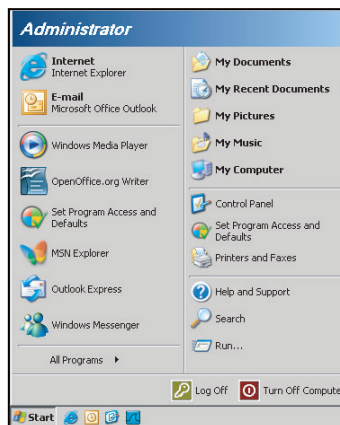 Administrator
Internet
Internet Explorer
E-mail
Microsoft Office Outlook
Windows Media Player
OpenOffice.org Writer
Set Program Access and
Defaults
MSN Explorer
Outlook Express
Windows Messenger
All Programs
My Documents
My Recent Documents
My Pictures
My Music
My Computer
Control Panel
Set Program Access and
Defaults
Printers and Faxes
Help and Support
Search
Run...
Log Off
Turn Off Compute
Start